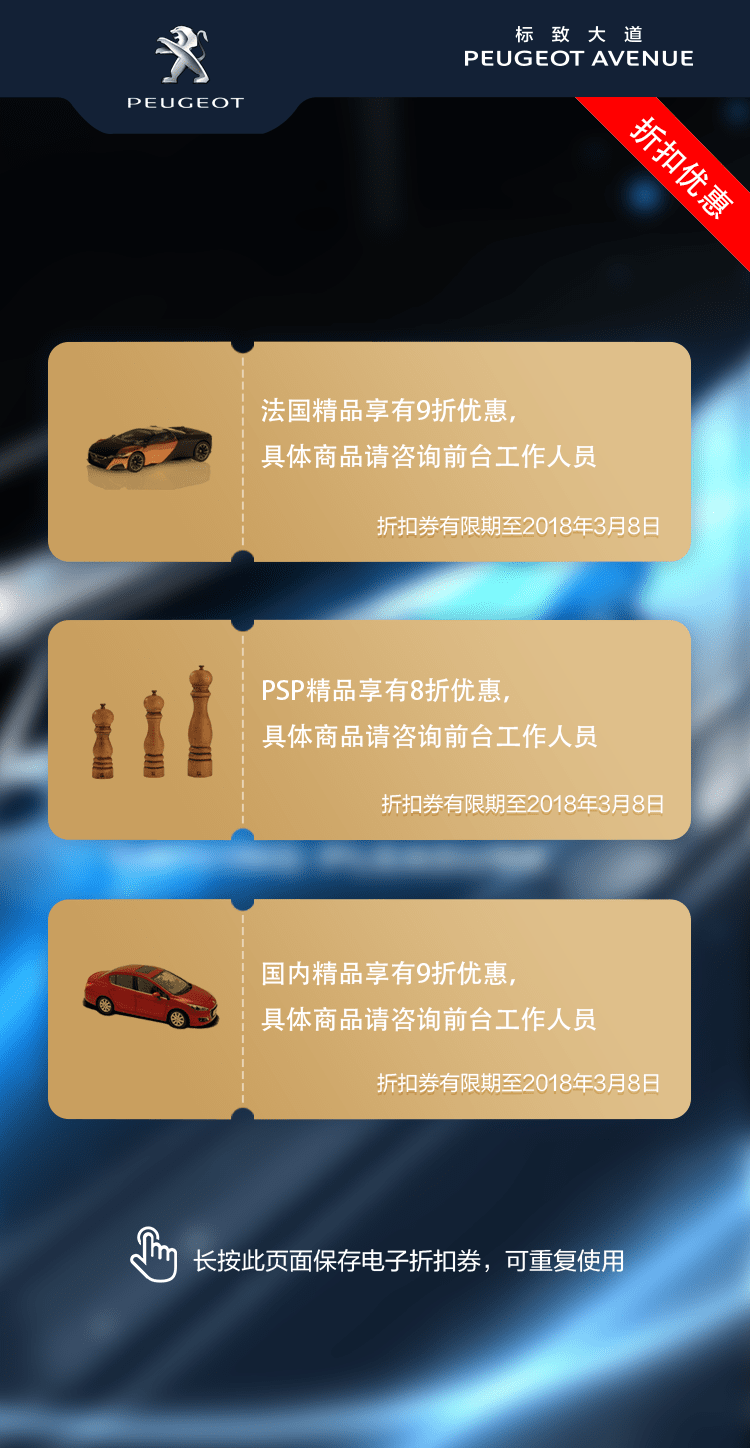 PEUGEOT
标致大道
PEUGEOT AVENUE
折扣优惠
法国精品享有9折优惠,
具体商品请咨询前台工作人员
折扣券有限期至2018年3月8日
PSP精品享有8折优惠,
具体商品请咨询前台工作人员
折扣券有限期至2018年3月8日
国内精品享有9折优惠,
具体商品请咨询前台工作人员
折扣券有限期至2018年3月8日
长按此页面保存电子折扣券，可重复使用